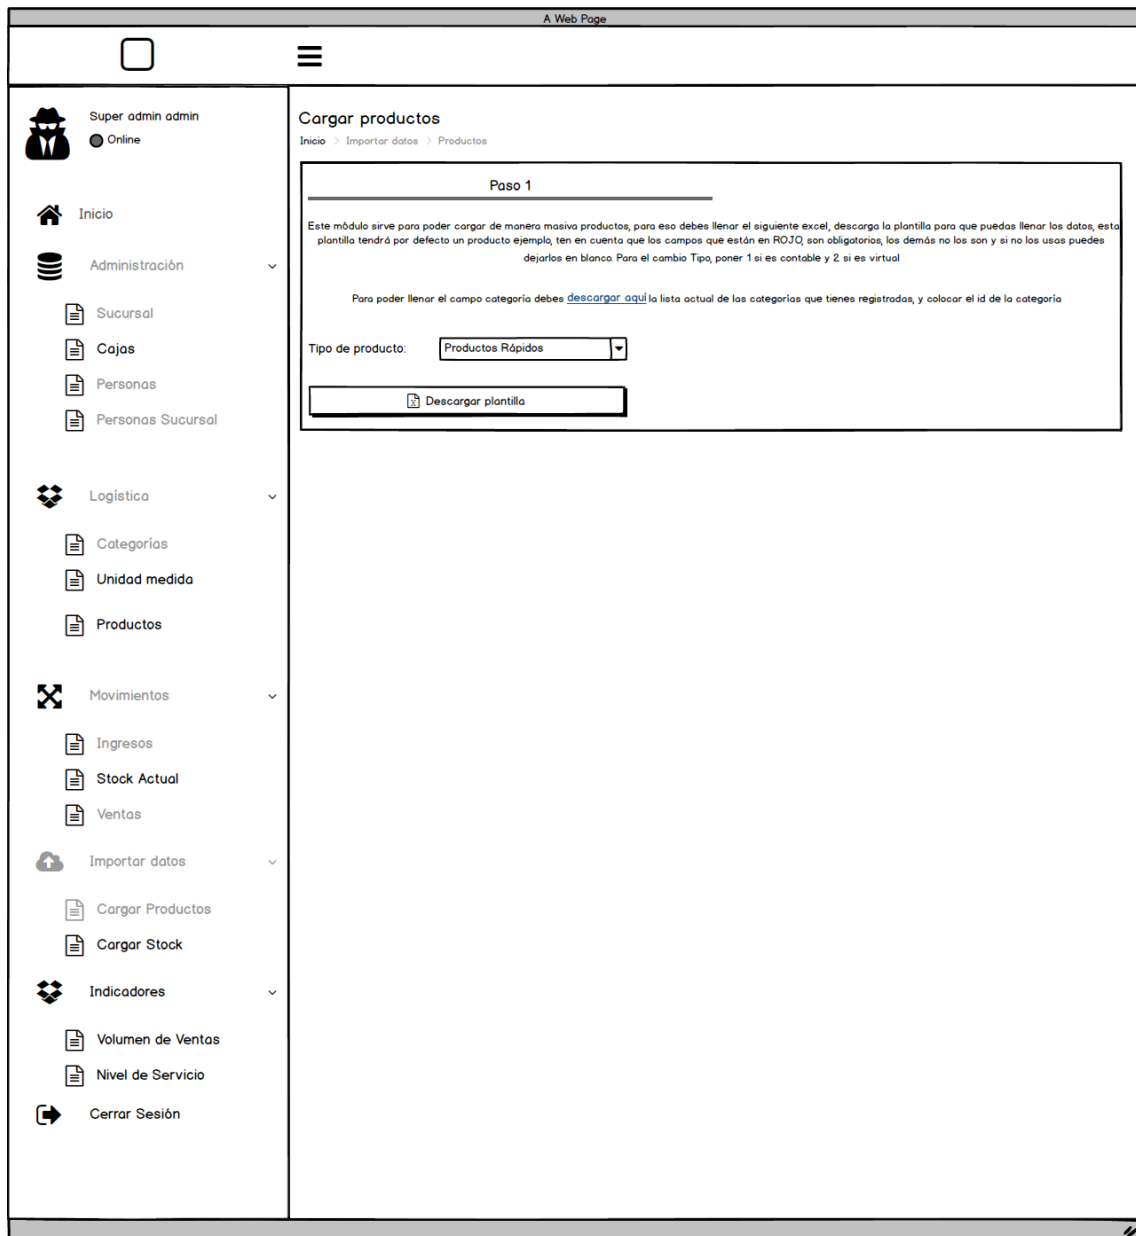 A Web Page
Super admin admin
Online
Inicio
Administración
Sucursal
Cajas
Personas
Personas Sucursal
Logística
Categorías
Unidad medida
Productos
Movimientos
Ingresos
Stock Actual
Ventas
Importar datos
Cargar Productos
Cargar Stock
Indicadores
Volumen de Ventas
Nivel de Servicio
Cerrar Sesión
Cargar productos
Inicio > Importar datos > Productos
Paso 1
Este módulo sirve para poder cargar de manera masiva productos, para eso debes llenar el siguiente excel, descarga la plantilla para que puedas llenar los datos, esta
plantilla tendrá por defecto un producto ejemplo, ten en cuenta que los campos que están en ROJO, son obligatorios, los demás no los son y si no los usas puedes
dejarlos en blanco. Para el cambio Tipo, poner 1 si es contable y 2 si es virtual
Para poder llenar el campo categoría debes descargar aquí la lista actual de las categorías que tienes registradas, y colocar el id de la categoría
Tipo de producto: Productos Rápidos
Descargar plantilla